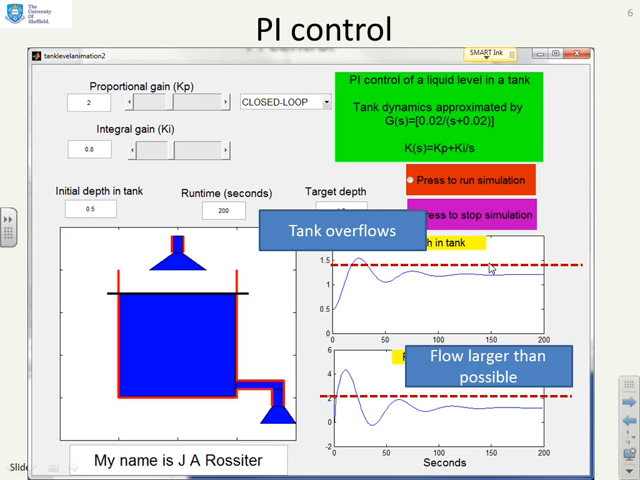 The
University
Of
Sheffield.
6
PI control
SMART Ink
tanklevelanimation2
Proportional gain (Kp)
2
CLOSED-LOOP
Integral gain (Ki)
0.8
PI control of a liquid level in a tank
Tank dynamics approximated by
G(s)=[0.02/(s+0.02)]
K(s)=Kp+Ki/s
Initial depth in tank
0.5
Runtime (seconds)
200
Target depth
Press to run simulation
ress to stop simulation
Tank overflows
h in tank
1.5
1
0.5
0
0 50 100 150 200
Flow larger than
possible
6
4
2
0
-2
0 50 100 150 200
Seconds
My name is J A Rossiter
Slide